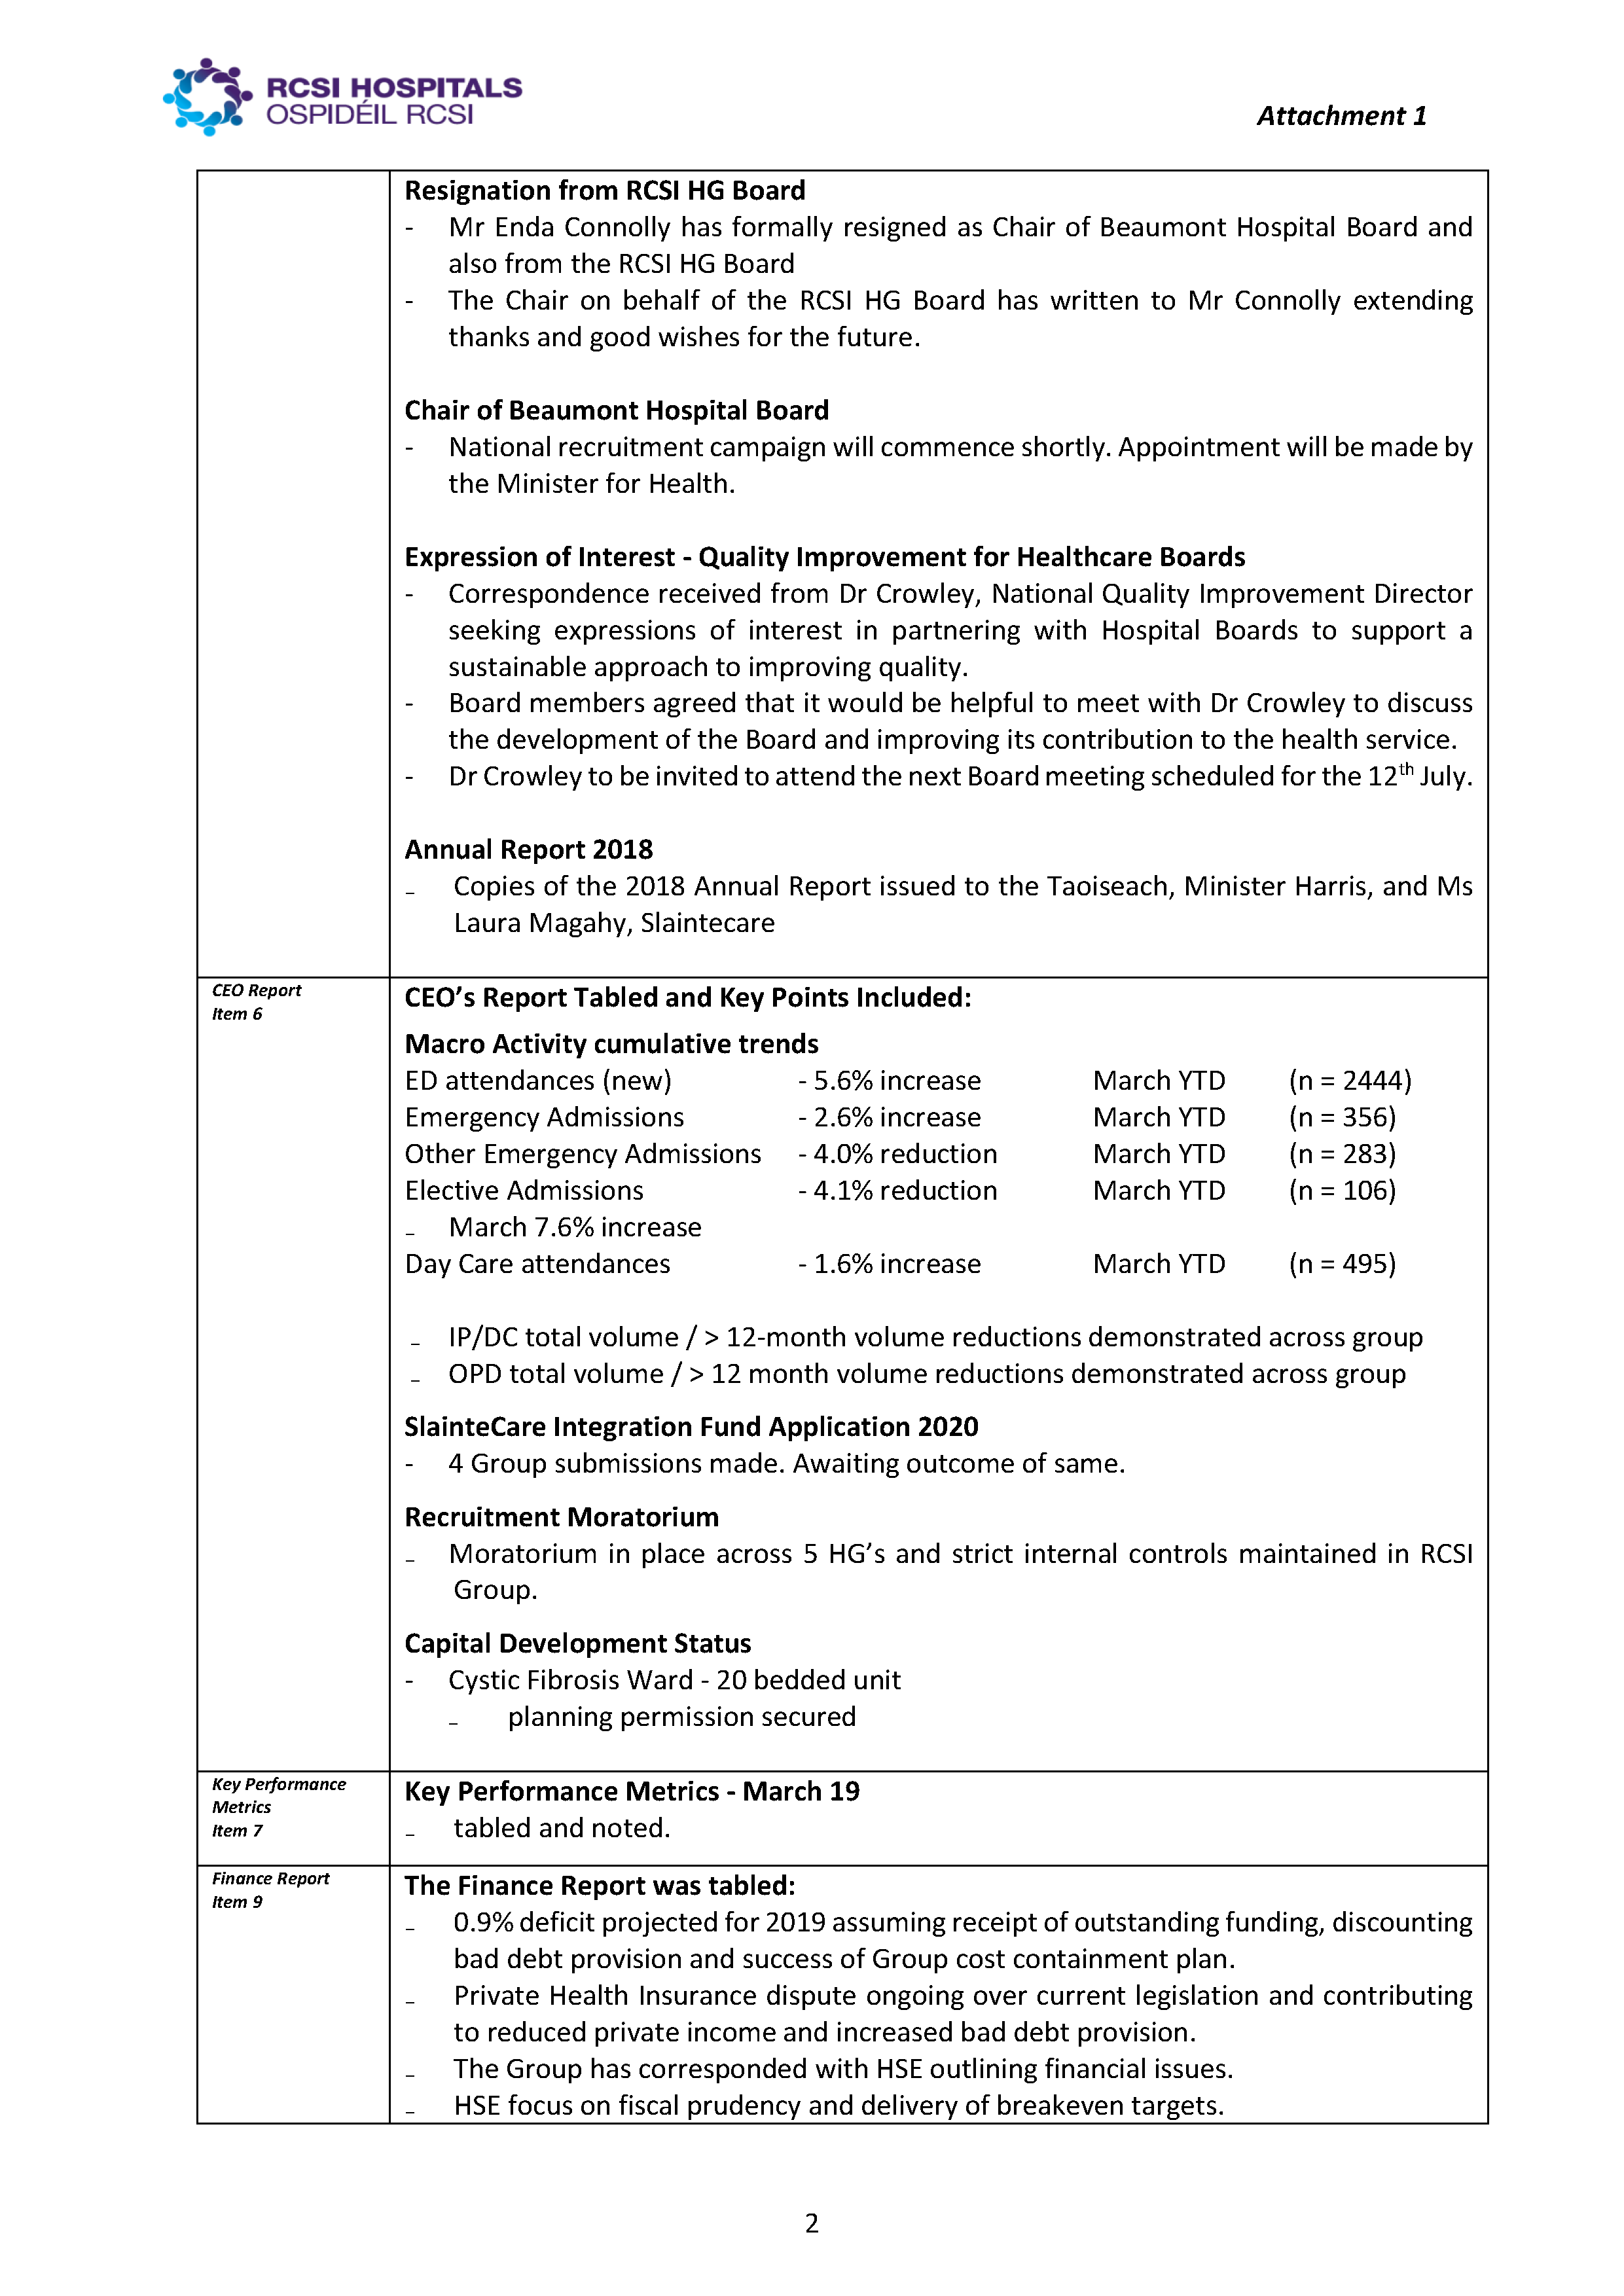 RCSI HOSPITALS
OSPIDÉIL RCSI
Attachment 1
Resignation from RCSI HG Board
- Mr Enda Connolly has formally resigned as Chair of Beaumont Hospital Board and
also from the RCSI HG Board
- The Chair on behalf of the RCSI HG Board has written to Mr Connolly extending
thanks and good wishes for the future.
Chair of Beaumont Hospital Board
- National recruitment campaign will commence shortly. Appointment will be made by
the Minister for Health.
Expression of Interest - Quality Improvement for Healthcare Boards
- Correspondence received from Dr Crowley, National Quality Improvement Director
seeking expressions of interest in partnering with Hospital Boards to support a
sustainable approach to improving quality.
- Board members agreed that it would be helpful to meet with Dr Crowley to discuss
the development of the Board and improving its contribution to the health service.
- Dr Crowley to be invited to attend the next Board meeting scheduled for the 12th July.
Annual Report 2018
- Copies of the 2018 Annual Report issued to the Taoiseach, Minister Harris, and Ms
Laura Magahy, Slaintecare
CEO Report
Item 6
CEO’s Report Tabled and Key Points Included:
Macro Activity cumulative trends
ED attendances (new) - 5.6% increase March YTD (n = 2444)
Emergency Admissions - 2.6% increase March YTD (n = 356)
Other Emergency Admissions - 4.0% reduction March YTD (n = 283)
Elective Admissions - 4.1% reduction March YTD (n = 106)
- March 7.6% increase
Day Care attendances - 1.6% increase March YTD (n = 495)
- IP/DC total volume / > 12-month volume reductions demonstrated across group
- OPD total volume / > 12 month volume reductions demonstrated across group
SlainteCare Integration Fund Application 2020
- 4 Group submissions made. Awaiting outcome of same.
Recruitment Moratorium
- Moratorium in place across 5 HG’s and strict internal controls maintained in RCSI
Group.
Capital Development Status
- Cystic Fibrosis Ward - 20 bedded unit
- planning permission secured
Key Performance
Metrics
Item 7
Key Performance Metrics - March 19
- tabled and noted.
Finance Report
Item 9
The Finance Report was tabled:
- 0.9% deficit projected for 2019 assuming receipt of outstanding funding, discounting
bad debt provision and success of Group cost containment plan.
- Private Health Insurance dispute ongoing over current legislation and contributing
to reduced private income and increased bad debt provision.
- The Group has corresponded with HSE outlining financial issues.
- HSE focus on fiscal prudency and delivery of breakeven targets.
2